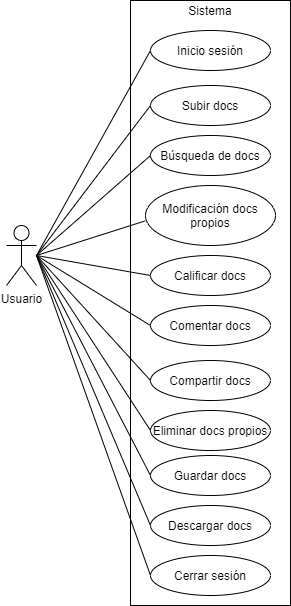 Sistema
Inicio sesión
Subir docs
Búsqueda de docs
Modificación docs
propios
Usuario
Calificar docs
Comentar docs
Compartir docs
Eliminar docs propios
Guardar docs
Descargar docs
Cerrar sesión